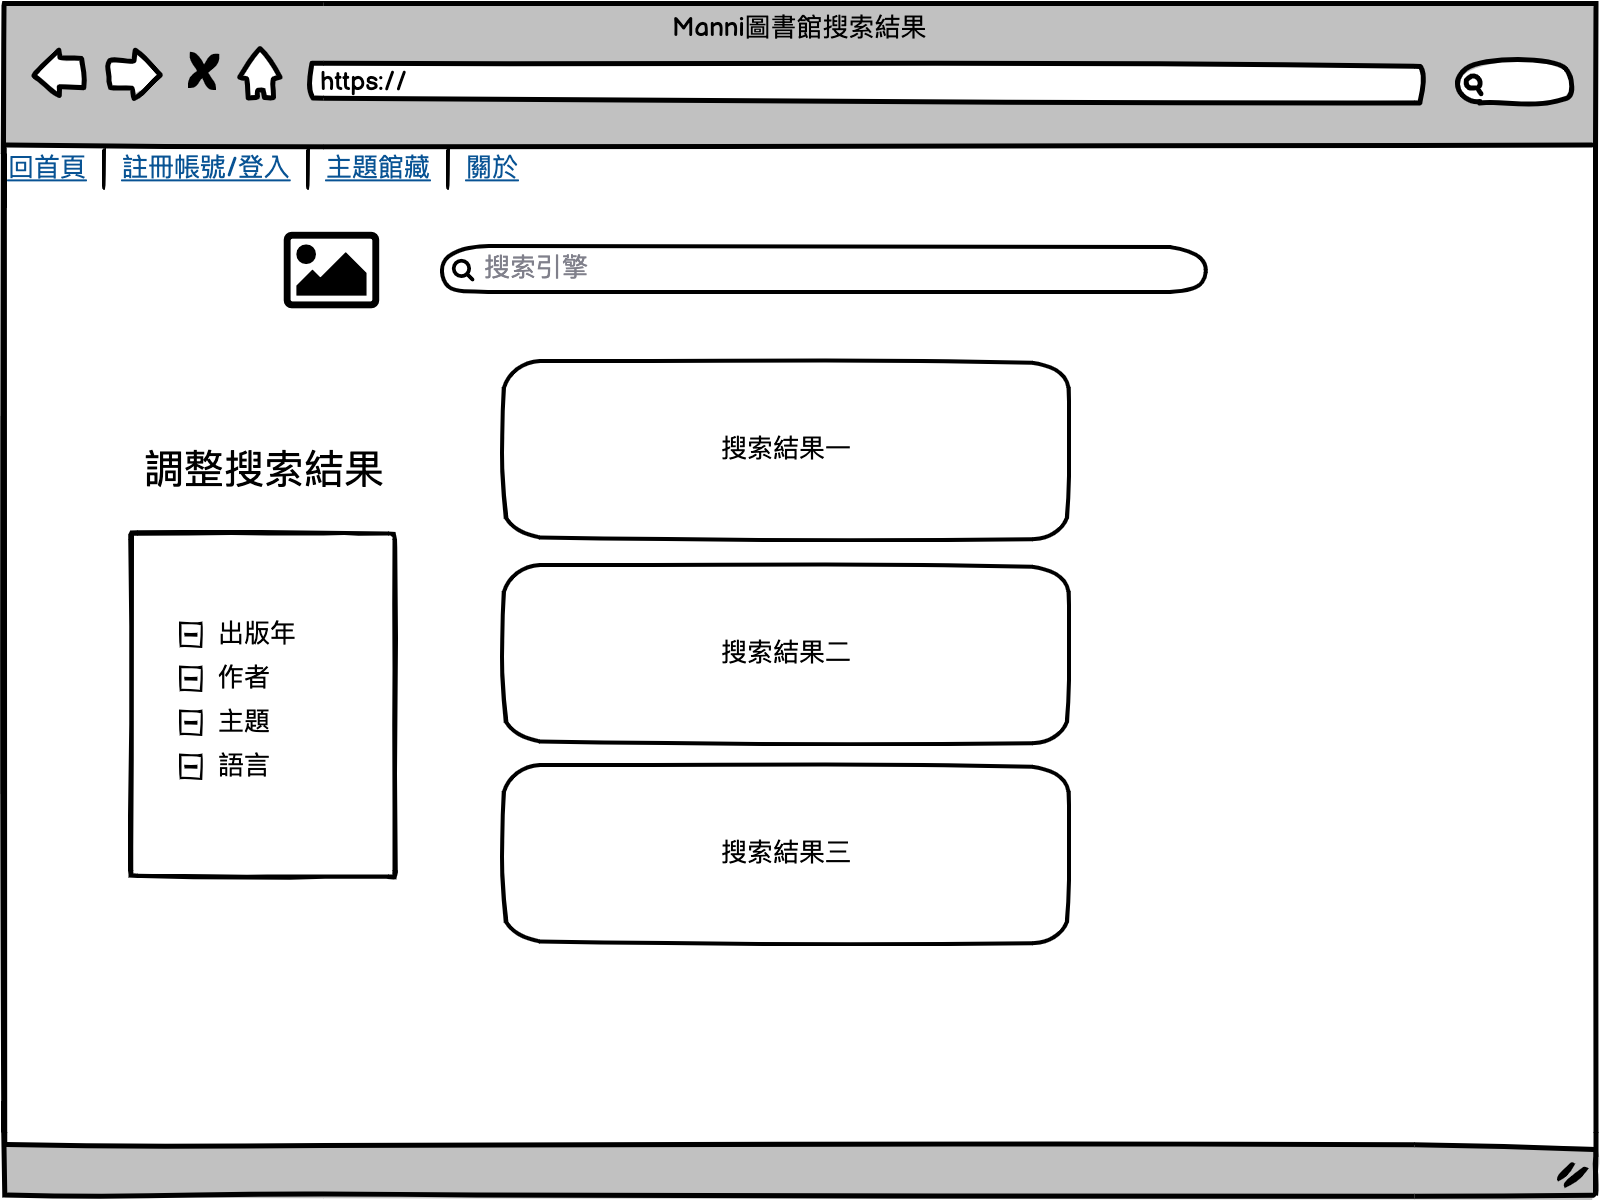 Manni圖書館搜索結果
https://
回首頁 註冊帳號/登入 主題館藏 關於
搜索引擎
搜索結果一
調整搜索結果
出版年
作者
主題
語言
搜索結果二
搜索結果三